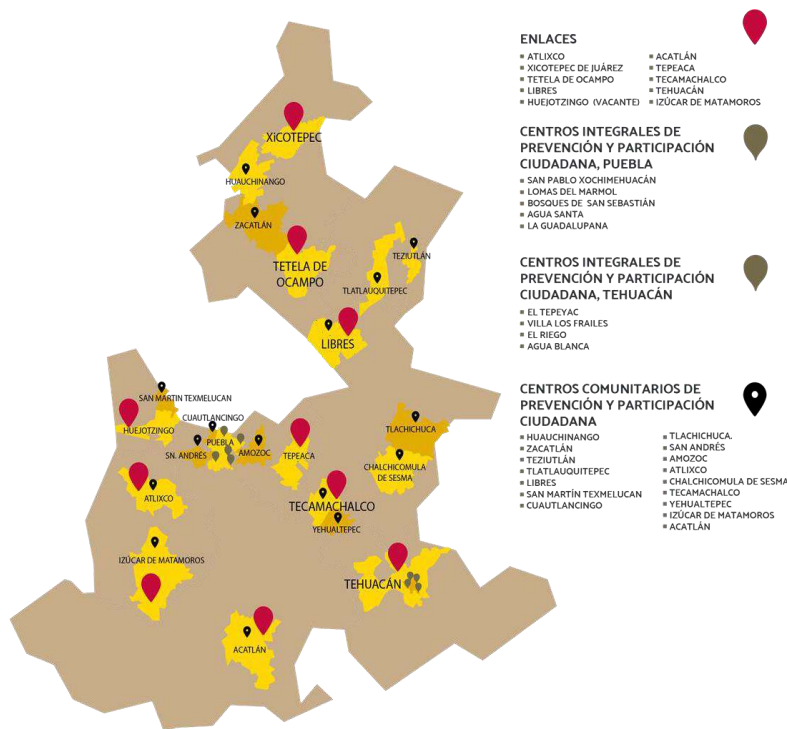 ENLACES
ATLIXCO
XICOTEPEC DE JUÁREZ
TETELA DE OCAMPO
LIBRES
HUEJOTZINGO (VACANTE)
ACATLÁN
TEPEACA
TECAMACHALCO
TEHUACÁN
IZÚCAR DE MATAMOROS
CENTROS INTEGRALES DE
PREVENCIÓN Y PARTICIPACIÓN
CIUDADANA, PUEBLA
SAN PABLO XOCHIMEHUACÁN
LOMAS DEL MARMOL
BOSQUES DE SAN SEBASTIÁN
AGUA SANTA
LA GUADALUPANA
CENTROS INTEGRALES DE
PREVENCIÓN Y PARTICIPACIÓN
CIUDADANA, TEHUACÁN
EL TEPEYAC
VILLA LOS FRAILES
EL RIEGO
AGUA BLANCA
CENTROS COMUNITARIOS DE
PREVENCIÓN Y PARTICIPACIÓN
CIUDADANA
HUAUCHINANGO
ZACATLÁN
TEZIUTLÁN
TLATLAUQUITEPEC
LIBRES
SAN MARTÍN TEXMELUCAN
CUAUTLANCINGO
TLACHICHUCA.
SAN ANDRÉS
AMOZOC
ATLIXCO
CHALCHICOMULA DE SESMA
TECAMACHALCO
YEHUALTEPEC
IZÚCAR DE MATAMOROS
ACATLÁN
XICOTEPEC
HUAUCHINANGO
ZACATLÁN
TETELA DE
OCAMPO
TEZIUTLÁN
TLATLAUQUITEPEC
LIBRES
SAN MARTIN TEXMELUCAN
CUAUTLANCINGO
HUEJOTZINGO
PUEBLA
SN. ANDRÉS
AMOZOC
TEPEACA
TLACHICHUCA
CHALCHICOMULA
DE SESMA
ATLIXCO
TECAMACHALCO
YEHUALTEPEC
IZÚCAR DE MATAMOROS
TEHUACÁN
ACATLÁN